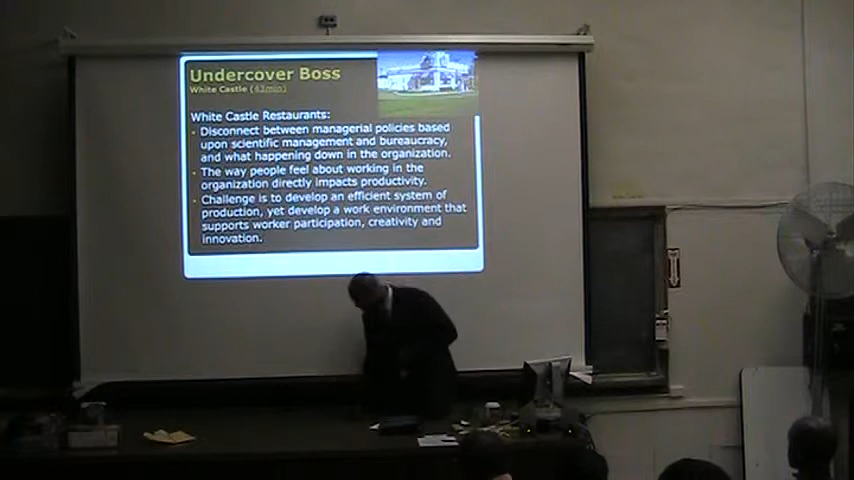 Undercover Boss
White Castle (43min)
White Castle Restaurants:
Disconnect between managerial policies based
upon scientific management and bureaucracy,
and what happening down in the organization.
The way people feel about working in the
organization directly impacts productivity.
Challenge is to develop an efficient system of
production, yet develop a work environment that
supports worker participation, creativity and
innovation.